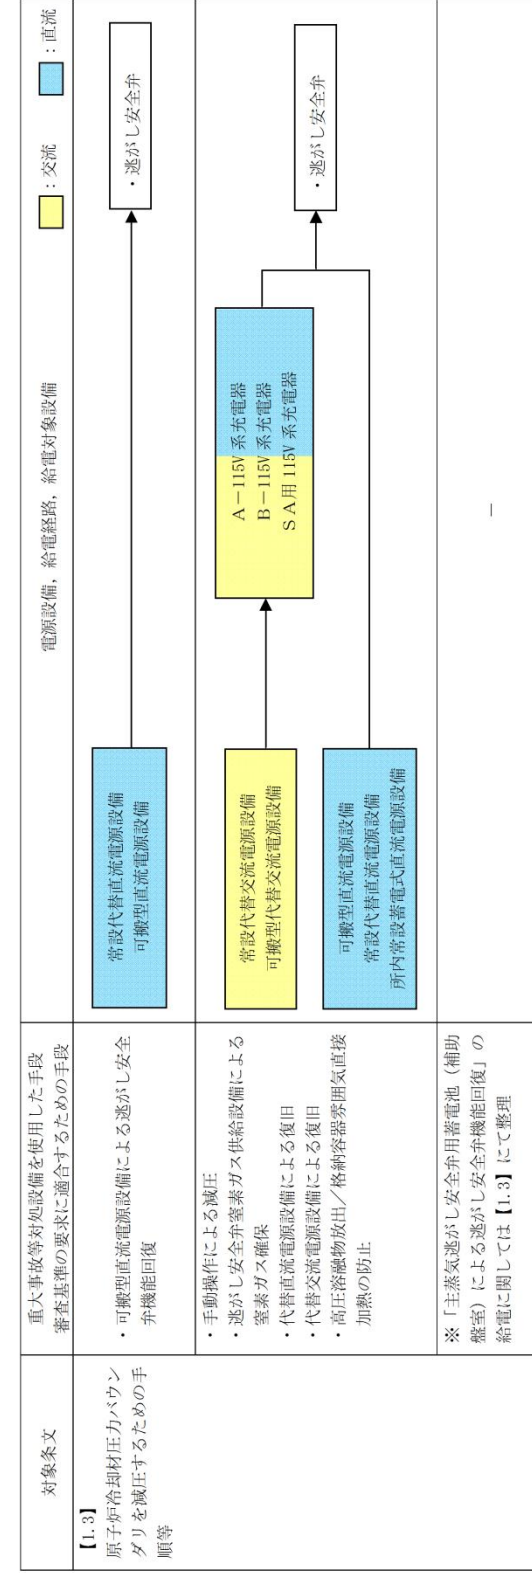 対象条文
重大事故等対処設備を使用した手段
審査基準の要求に適合するための手段
電源設備，給電経路，給電対象設備
：交流
：直流
【1.3】
原子炉冷却材圧力バウン
ダリを減圧するための手
順等
・可搬型直流電源設備による逃がし安全
弁機能回復
常設代替直流電源設備
可搬型直流電源設備
・逃がし安全弁
・手動操作による減圧
・逃がし安全弁窒素ガス供給設備による
窒素ガス確保
・代替直流電源設備による復旧
・代替交流電源設備による復旧
・高圧溶融物放出／格納容器雰囲気直接
加熱の防止
常設代替交流電源設備
可搬型代替交流電源設備
A－115V 系充電器
B－115V 系充電器
ＳＡ用 115V 系充電器
可搬型直流電源設備
常設代替直流電源設備
所内常設蓄電式直流電源設備
・逃がし安全弁
※「主蒸気逃がし安全弁用蓄電池（補助
盤室）による逃がし安全弁機能回復」の
給電に関しては【1.3】にて整理
－